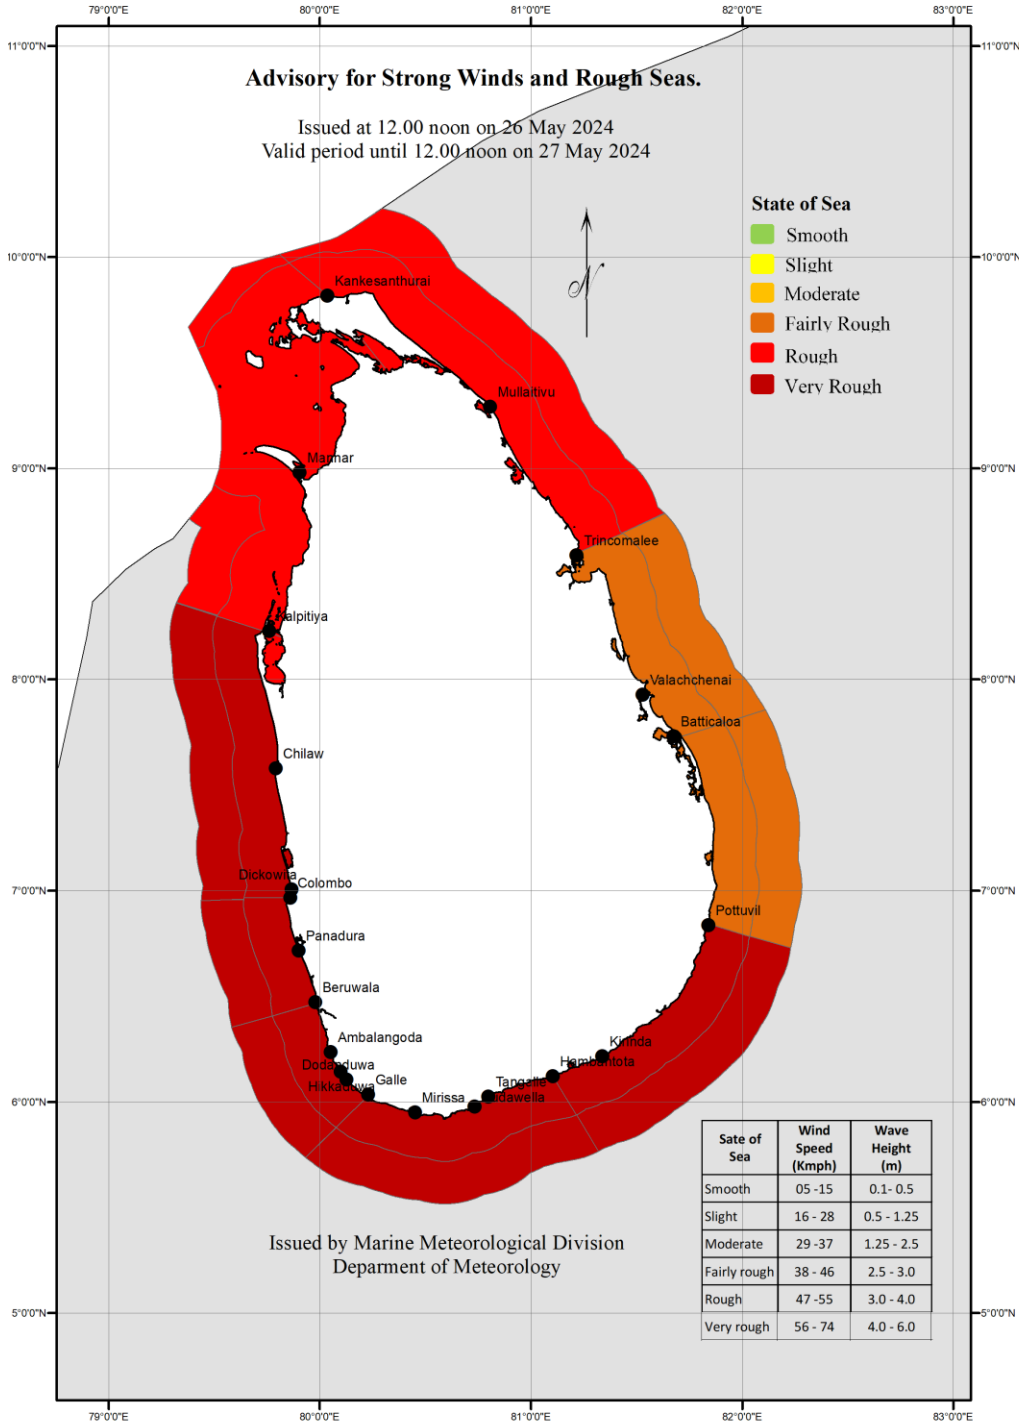 79°0'0"E 80°0'0"E 81°0'0"E 82°0'0"E 83°0'0"E
11°0'0"N 11°0'0"N
Advisory for Strong Winds and Rough Seas.
Issued at 12.00 noon on 26 May 2024
Valid period until 12.00 noon on 27 May 2024
State of Sea
Smooth
Slight
Moderate
Fairly Rough
Rough
Very Rough
N
10°0'0"N 10°0'0"N
Kankesanthurai
Mullaitivu
Mannar
9°0'0"N 9°0'0"N
Trincomalee
Kalpitiya
8°0'0"N 8°0'0"N
Valachchenai
Batticaloa
Chilaw
Dickowita
Colombo
7°0'0"N 7°0'0"N
Pottuvil
Panadura
Beruwala
Ambalangoda
Kirinda
Dodanduwa
Hambantota
Hikkaduwa
Galle
Tangalle
Mirissa
6°0'0"N 6°0'0"N
Sate of Sea Wind Speed (Kmph) Wave Height (m)
Smooth 05 -15 0.1- 0.5
Slight 16 - 28 0.5 - 1.25
Moderate 29 -37 1.25 - 2.5
Fairly rough 38 - 46 2.5 - 3.0
Rough 47 -55 3.0 - 4.0
Very rough 56 - 74 4.0 - 6.0
Issued by Marine Meteorological Division
Deparment of Meteorology
5°0'0"N 5°0'0"N
79°0'0"E 80°0'0"E 81°0'0"E 82°0'0"E 83°0'0"E